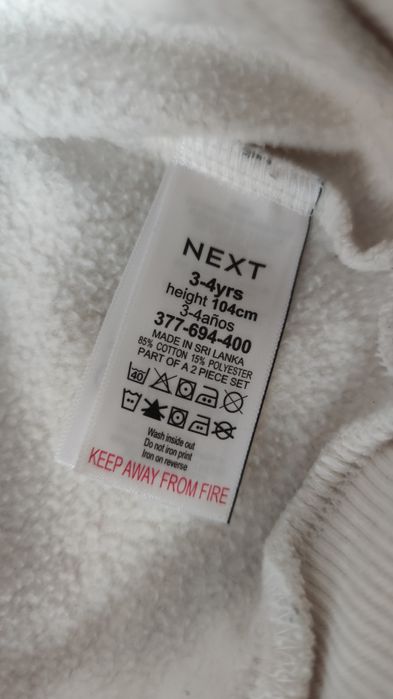 NEXT
3-4yrs
height 104cm
3-4años
377-694-400
MADE IN SRI LANKA
85% COTTON 15% POLYESTER
PART OF A 2 PIECE SET
40
Wash inside out
Do not iron print
Iron on reverse
KEEP AWAY FROM FIRE